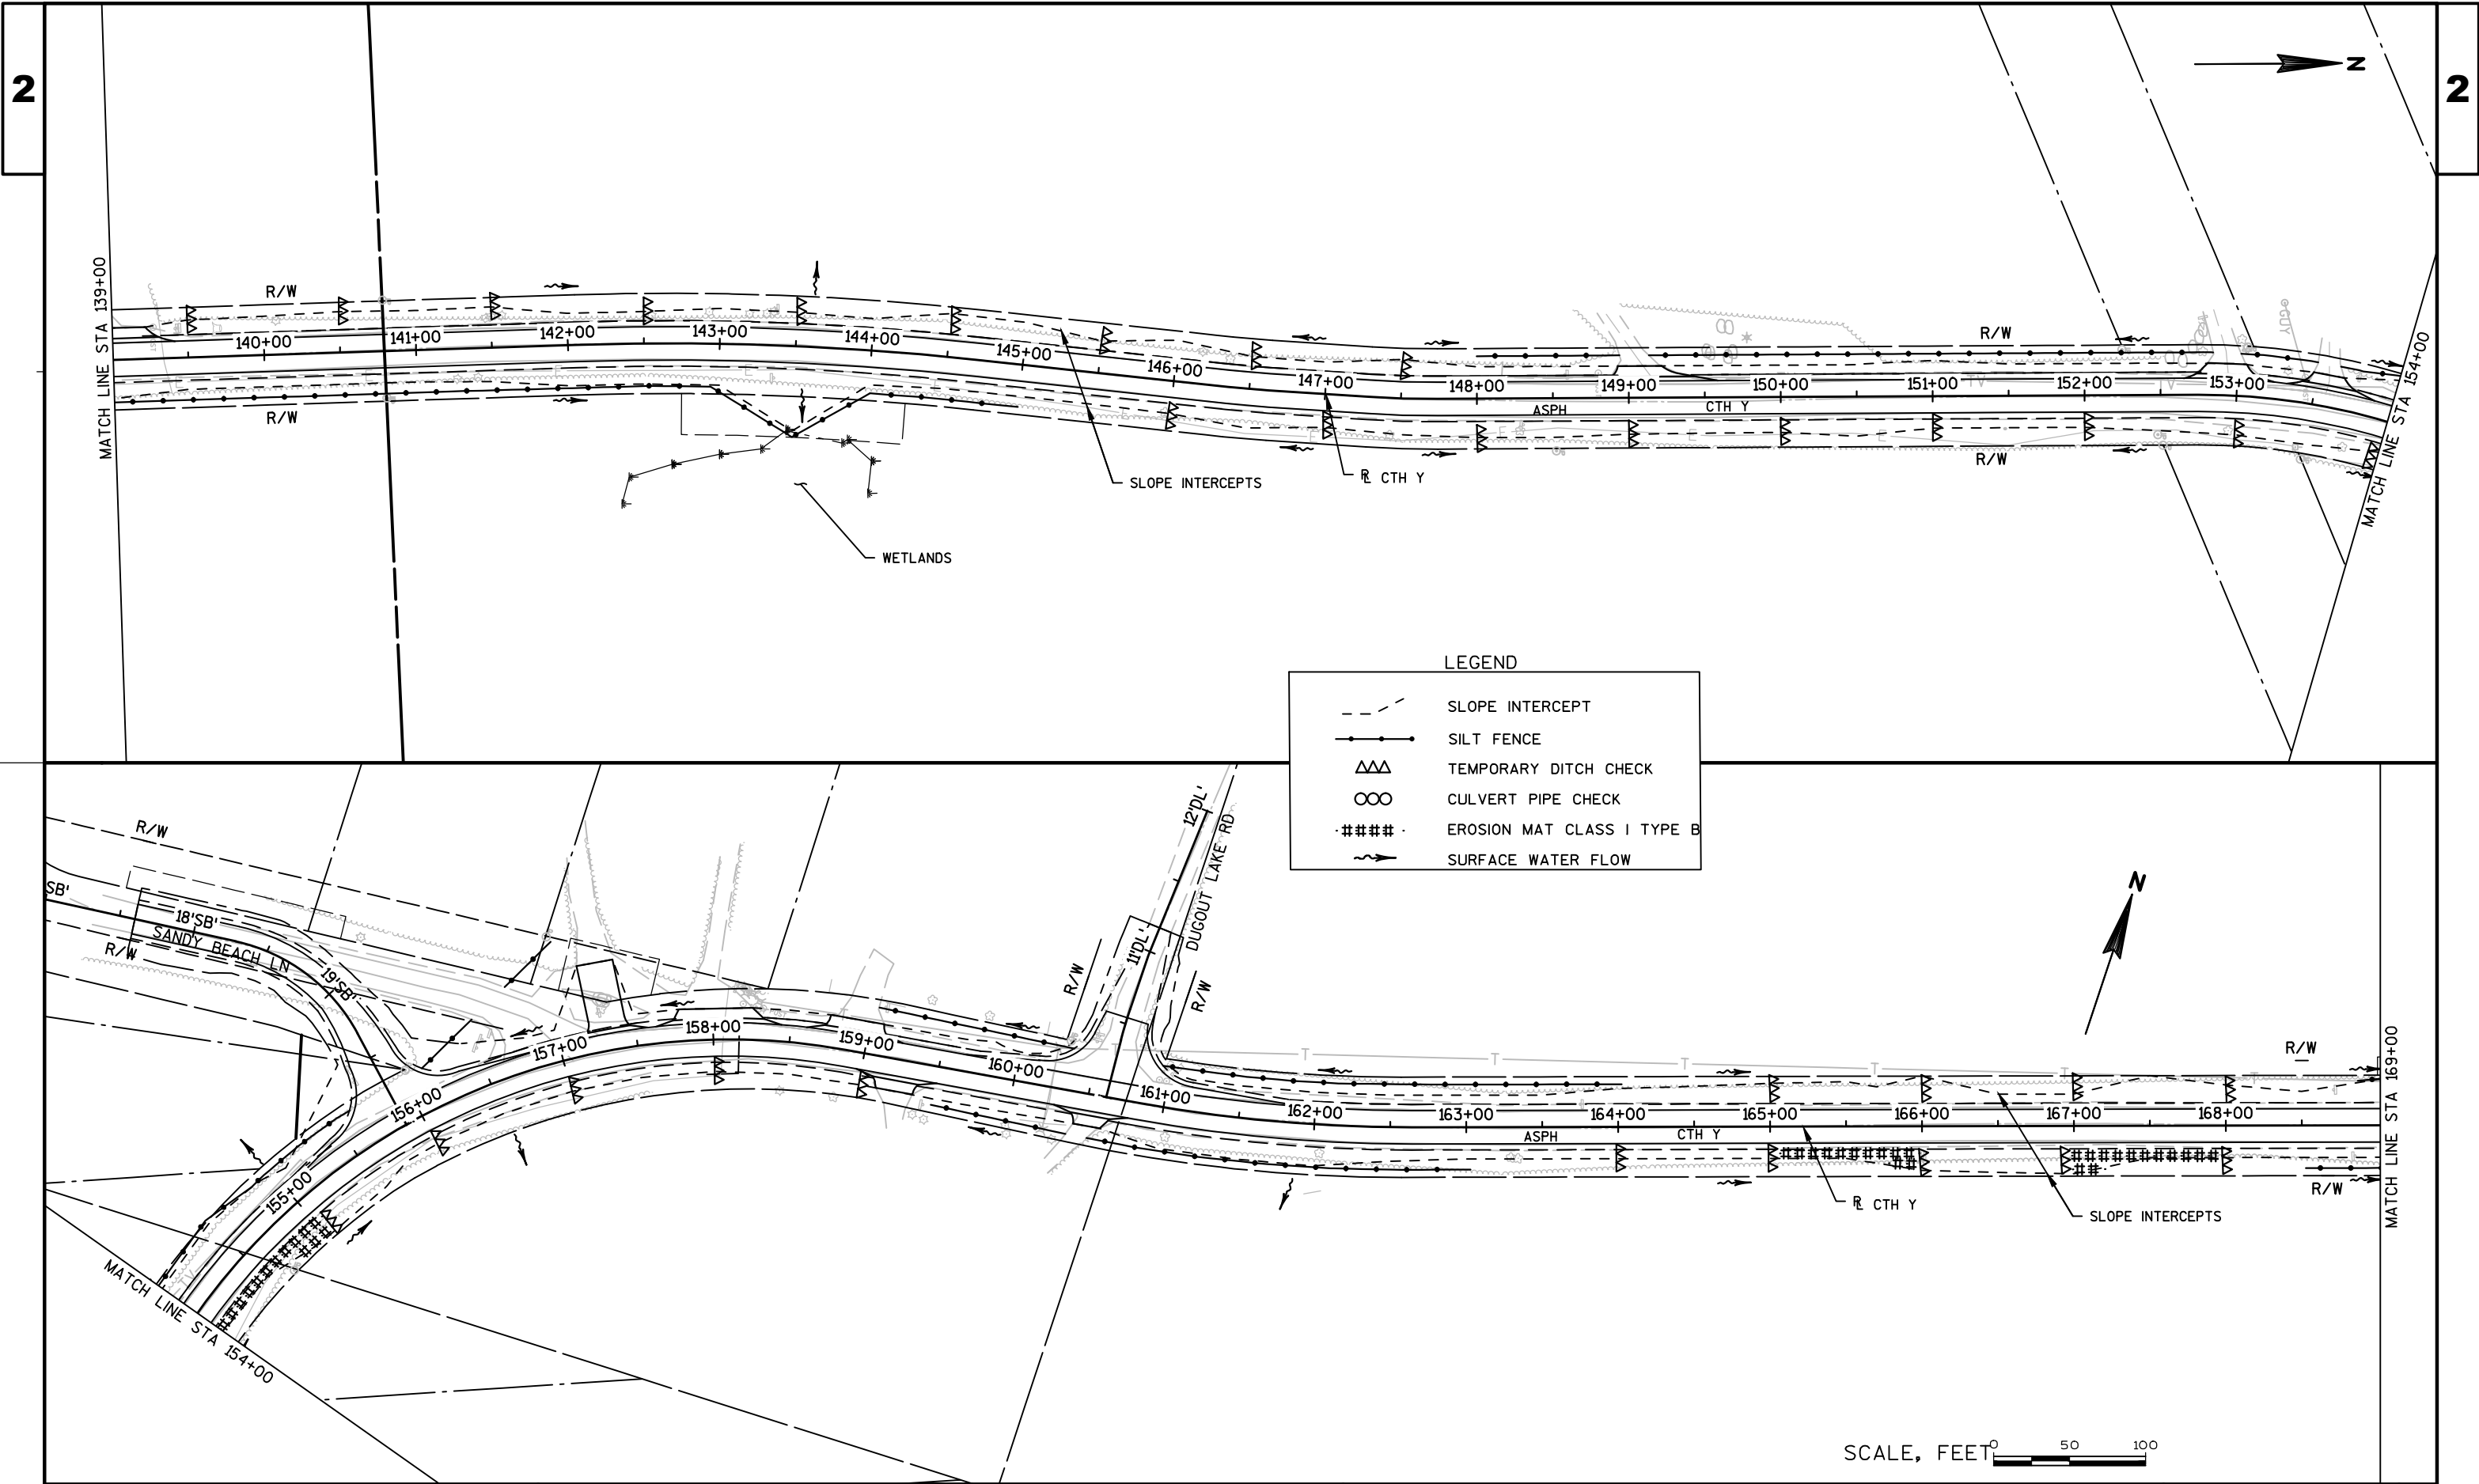 2
2
N
MATCH LINE STA 139+00
R/W
R/W
140+00
141+00
142+00
143+00
144+00
145+00
146+00
147+00
148+00
149+00
150+00
151+00
152+00
153+00
R/W
R/W
ASPH
CTH Y
GUY
TV
MATCH LINE STA 154+00
SLOPE INTERCEPTS
℞ CTH Y
WETLANDS
LEGEND
SLOPE INTERCEPT
SILT FENCE
TEMPORARY DITCH CHECK
CULVERT PIPE CHECK
EROSION MAT CLASS I TYPE B
SURFACE WATER FLOW
N
R/W
SB'
18'SB'
SANDY BEACH LN
R/W
19'SB'
12'DL'
11'DL'
DUGOUT LAKE RD
R/W
R/W
155+00
156+00
157+00
158+00
159+00
160+00
161+00
162+00
163+00
164+00
165+00
166+00
167+00
168+00
T
T
T
T
T
T
ASPH
CTH Y
R/W
R/W
MATCH LINE STA 169+00
℞ CTH Y
SLOPE INTERCEPTS
TV
MATCH LINE STA 154+00
SCALE, FEET 0 50 100